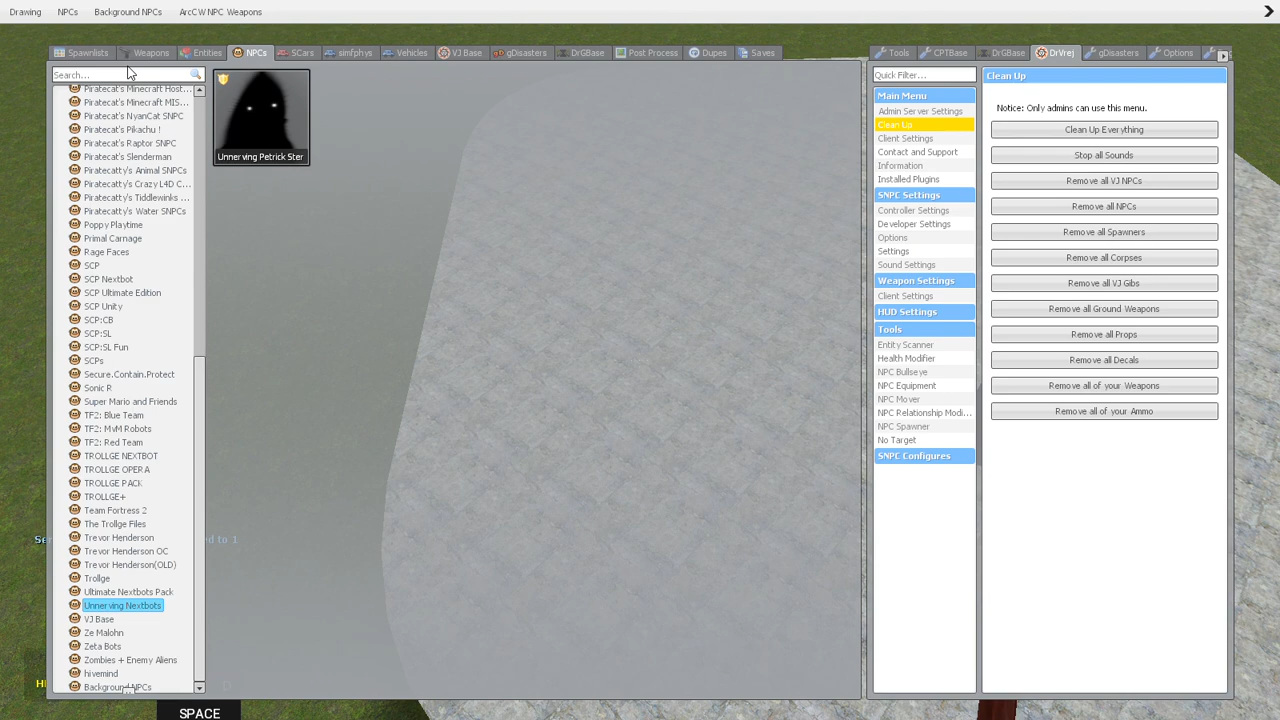 Drawing NPCs Background NPCs ArcCW NPC Weapons
Spawnlists Weapons Entities NPCs SCars simfphys Vehicles VJ Base gDisasters DrGBase Post Process Dupes Saves
Tools CPTBase DrGBase DrVrej gDisasters Options
Search...
Piratecat's Minecraft Host...
Piratecat's Minecraft MIS...
Piratecat's NyanCat SNPC
Piratecat's Pikachu !
Piratecat's Raptor SNPC
Piratecat's Slenderman
Piratecatty's Animal SNPCs
Piratecatty's Crazy L4D C...
Piratecatty's Tiddlewinks ...
Piratecatty's Water SNPCs
Poppy Playtime
Primal Carnage
Rage Faces
SCP
SCP Nextbot
SCP Ultimate Edition
SCP Unity
SCP:CB
SCP:SL
SCP:SL Fun
SCPs
Secure.Contain.Protect
Sonic R
Super Mario and Friends
TF2: Blue Team
TF2: MvM Robots
TF2: Red Team
TROLLGE NEXTBOT
TROLLGE OPERA
TROLLGE PACK
TROLLGE+
Team Fortress 2
The Trollge Files
Trevor Henderson
Trevor Henderson OC
Trevor Henderson(OLD)
Trollge
Ultimate Nextbots Pack
Unnerving Nextbots
VJ Base
Ze Malohn
Zeta Bots
Zombies + Enemy Aliens
hivemind
Background NPCs
Unnerving Petrick Ster
d to 1
SPACE
Quick Filter...
Main Menu
Admin Server Settings
Clean Up
Client Settings
Contact and Support
Information
Installed Plugins
SNPC Settings
Controller Settings
Developer Settings
Options
Settings
Sound Settings
Weapon Settings
Client Settings
HUD Settings
Tools
Entity Scanner
Health Modifier
NPC Bullseye
NPC Equipment
NPC Mover
NPC Relationship Modi...
NPC Spawner
No Target
SNPC Configures
Clean Up
Notice: Only admins can use this menu.
Clean Up Everything
Stop all Sounds
Remove all VJ NPCs
Remove all NPCs
Remove all Spawners
Remove all Corpses
Remove all VJ Gibs
Remove all Ground Weapons
Remove all Props
Remove all Decals
Remove all of your Weapons
Remove all of your Ammo